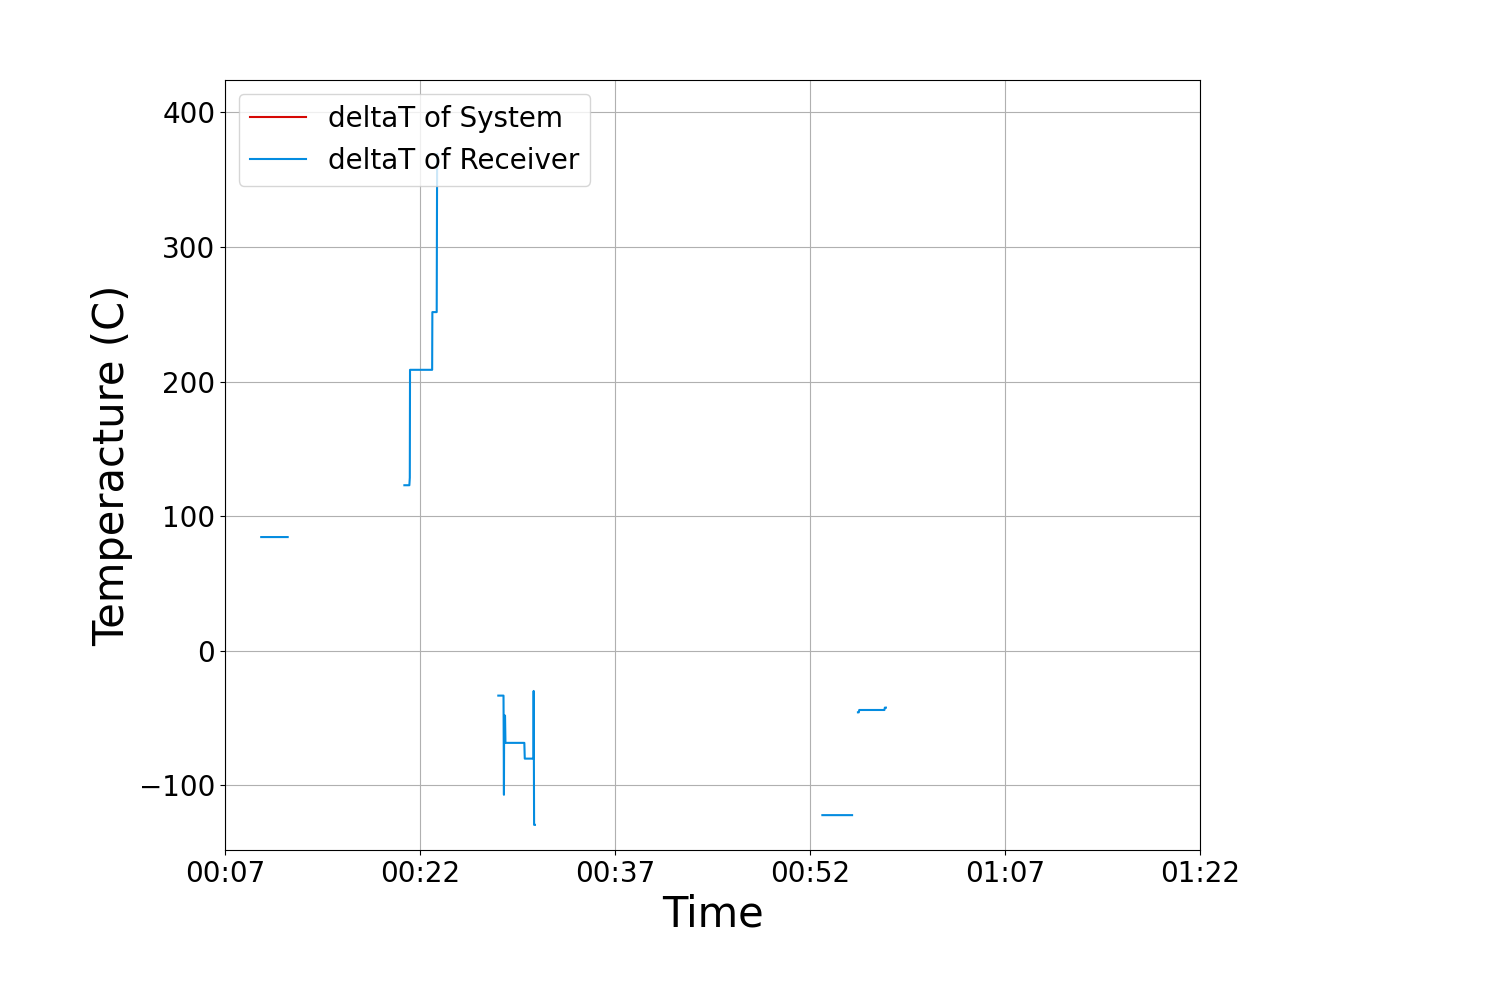 deltaT of System
deltaT of Receiver
400
300
200
100
0
−100
Temperacture (C)
00:07 00:22 00:37 00:52 01:07 01:22
Time